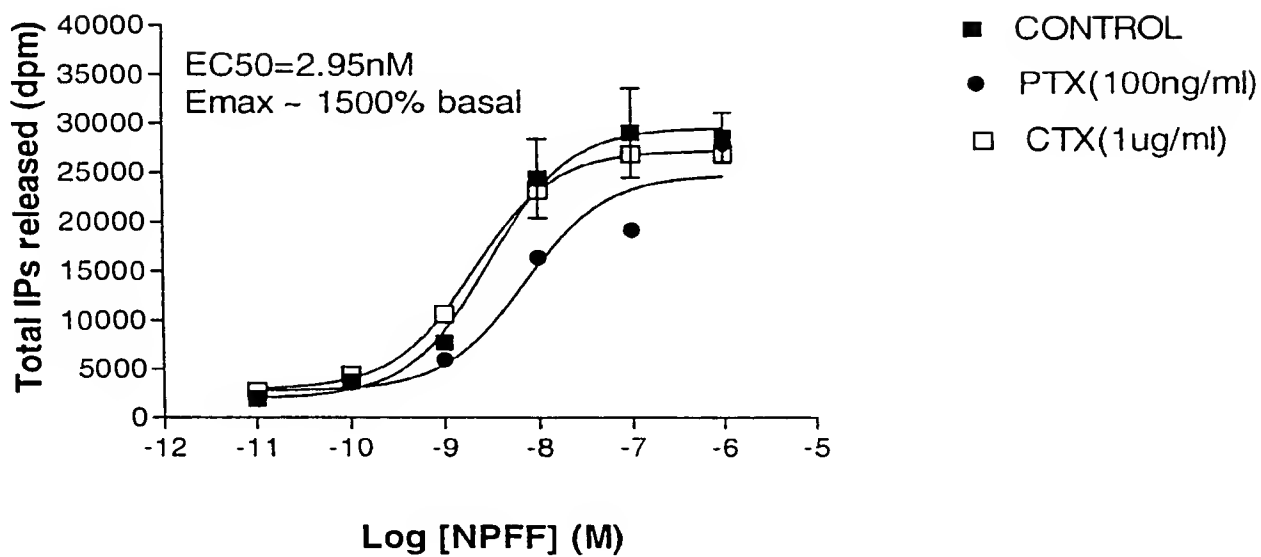 Total IPs released (dpm)
40000
35000
30000
25000
20000
15000
10000
5000
0
EC50=2.95nM
Emax ~ 1500% basal
CONTROL
PTX(100ng/ml)
CTX(1ug/ml)
-12 -11 -10 -9 -8 -7 -6 -5
Log [NPFF] (M)